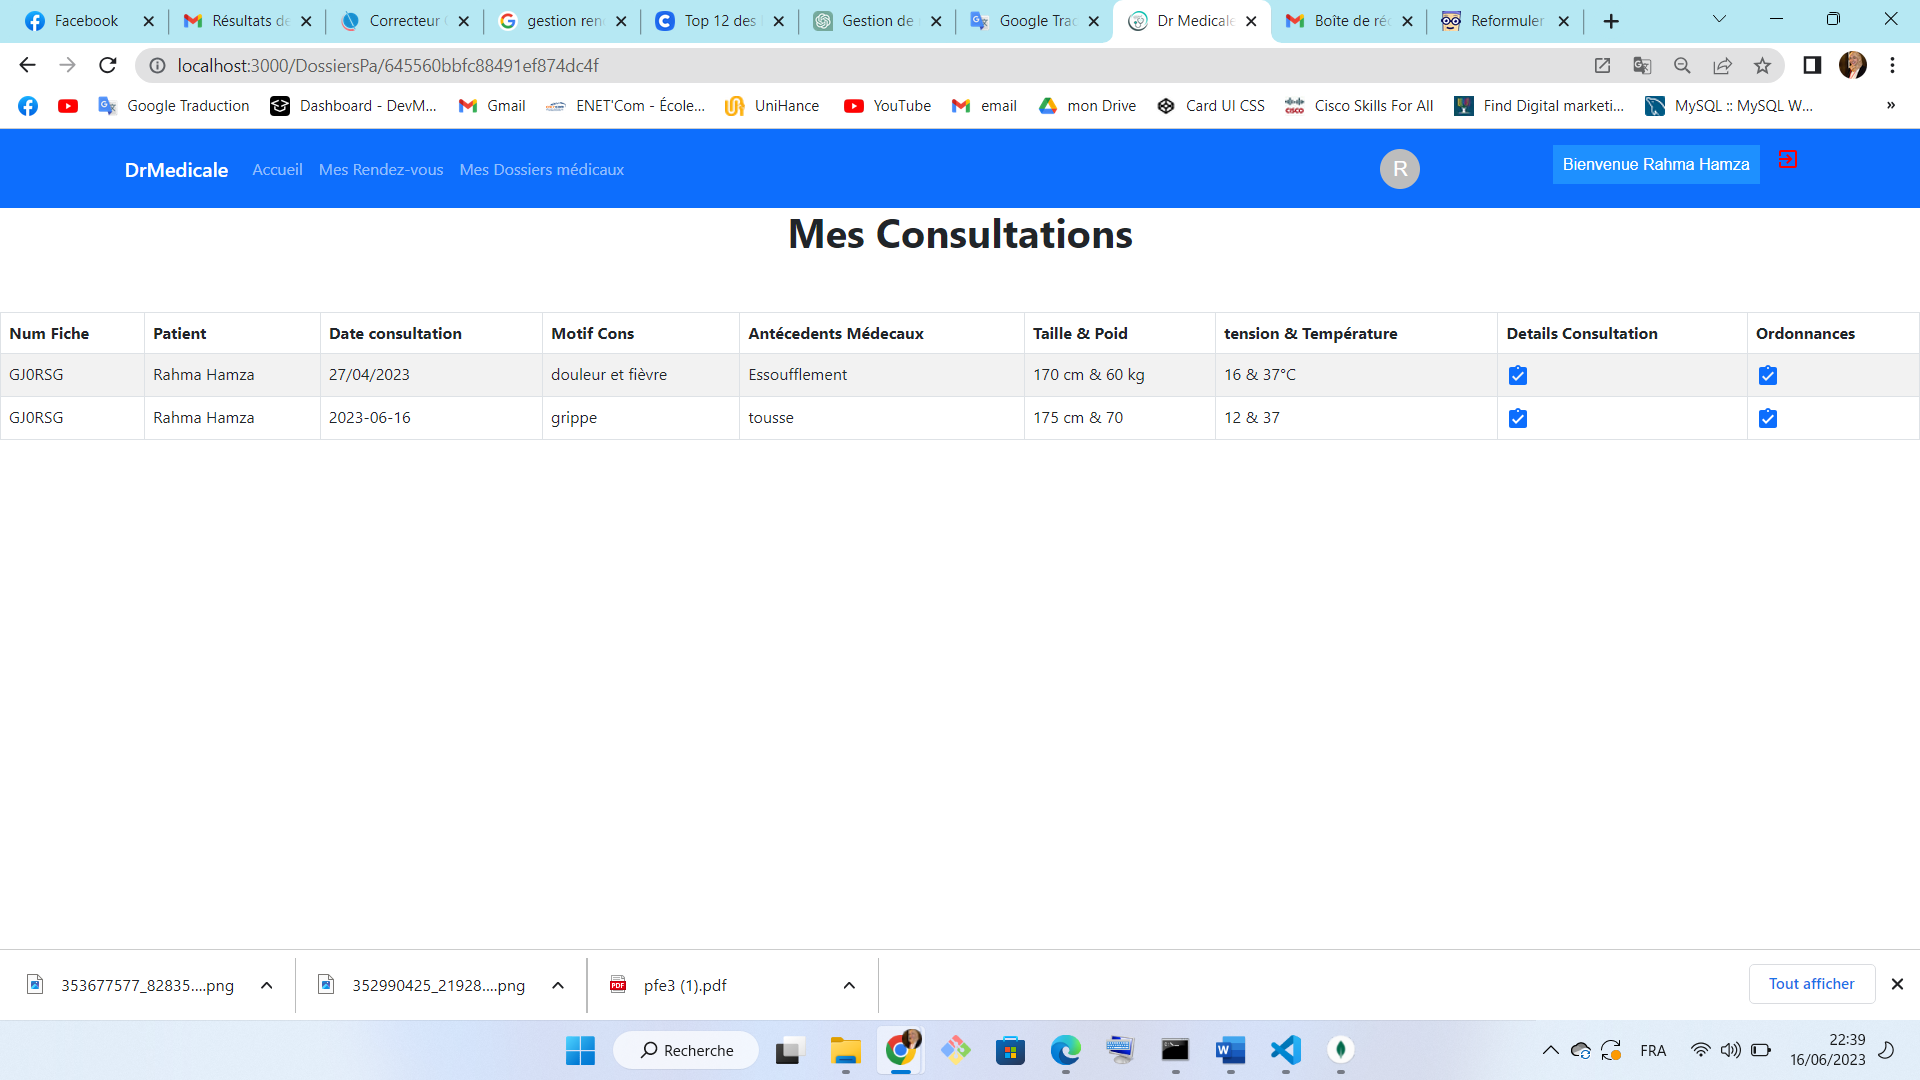 Facebook
Résultats de
Correcteur
gestion ren
Top 12 des
Gestion de
Google Trad
Dr Medicale
Boîte de réc
Reformuler
localhost:3000/DossiersPa/645560bbfc88491ef874dc4f
Google Traduction
Dashboard - DevM...
Gmail
ENET'Com - École...
UniHance
YouTube
email
mon Drive
Card UI CSS
Cisco Skills For All
Find Digital marketi...
MySQL :: MySQL W...
»
DrMedicale Accueil Mes Rendez-vous Mes Dossiers médicaux R Bienvenue Rahma Hamza
Mes Consultations
Num Fiche Patient Date consultation Motif Cons Antécedents Médecaux Taille & Poid tension & Température Details Consultation Ordonnances
GJ0RSG Rahma Hamza 27/04/2023 douleur et fièvre Essoufflement 170 cm & 60 kg 16 & 37°C
GJ0RSG Rahma Hamza 2023-06-16 grippe tousse 175 cm & 70 12 & 37
353677577_82835....png
352990425_21928....png
PDF
pfe3 (1).pdf
Tout afficher
Recherche
FRA
22:39
16/06/2023